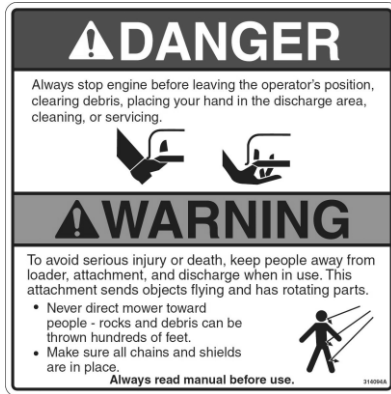 DANGER
Always stop engine before leaving the operator's position,
clearing debris, placing your hand in the discharge area,
cleaning, or servicing.
WARNING
To avoid serious injury or death, keep people away from
loader, attachment, and discharge when in use. This
attachment sends objects flying and has rotating parts.
• Never direct mower toward
people - rocks and debris can be
thrown hundreds of feet.
• Make sure all chains and shields
are in place.
Always read manual before use.
314094A